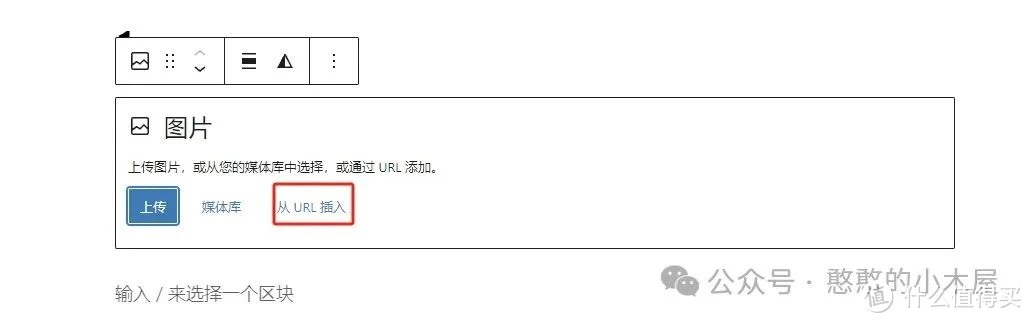 图片
上传图片，或从您的媒体库中选择，或通过 URL 添加。
上传 媒体库 从 URL 插入
输入 / 来选择一个区块
公众号 · 憨憨的小木屋
值 什么值得买